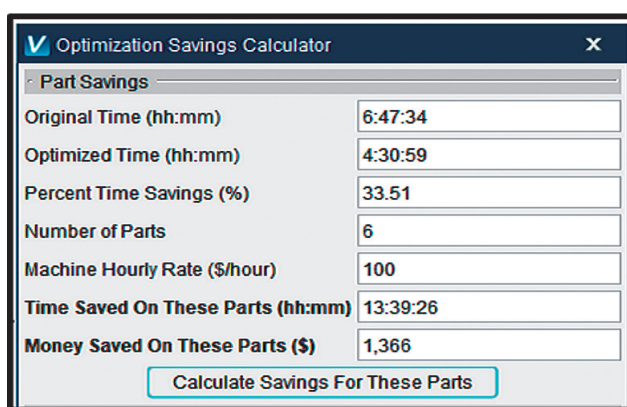 V Optimization Savings Calculator x
Part Savings
Original Time (hh:mm) 6:47:34
Optimized Time (hh:mm) 4:30:59
Percent Time Savings (%) 33.51
Number of Parts 6
Machine Hourly Rate ($/hour) 100
Time Saved On These Parts (hh:mm) 13:39:26
Money Saved On These Parts ($) 1,366
Calculate Savings For These Parts